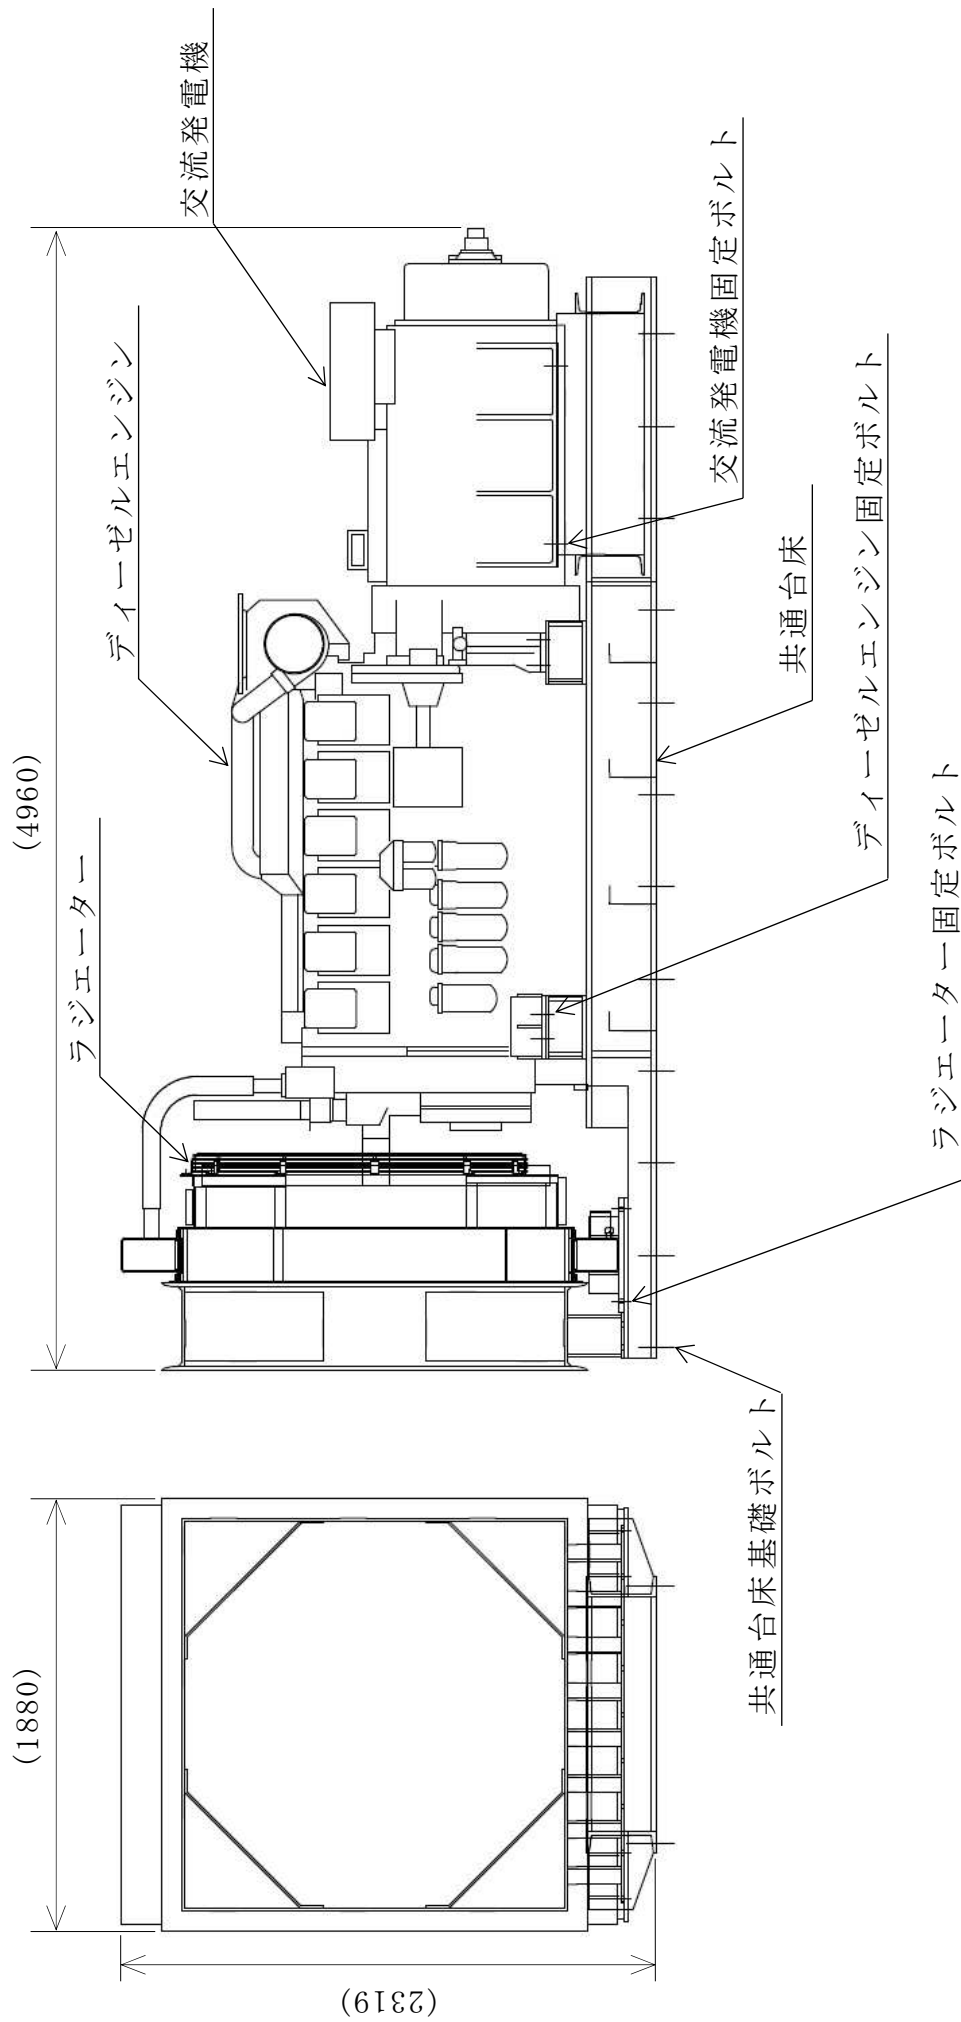 (4960)
(1880)
(2319)
ラジエーター
ディーゼルエンジン
交流発電機
交流発電機固定ボルト
共通台床
ディーゼルエンジン固定ボルト
ラジエーター固定ボルト
共通台床基礎ボルト